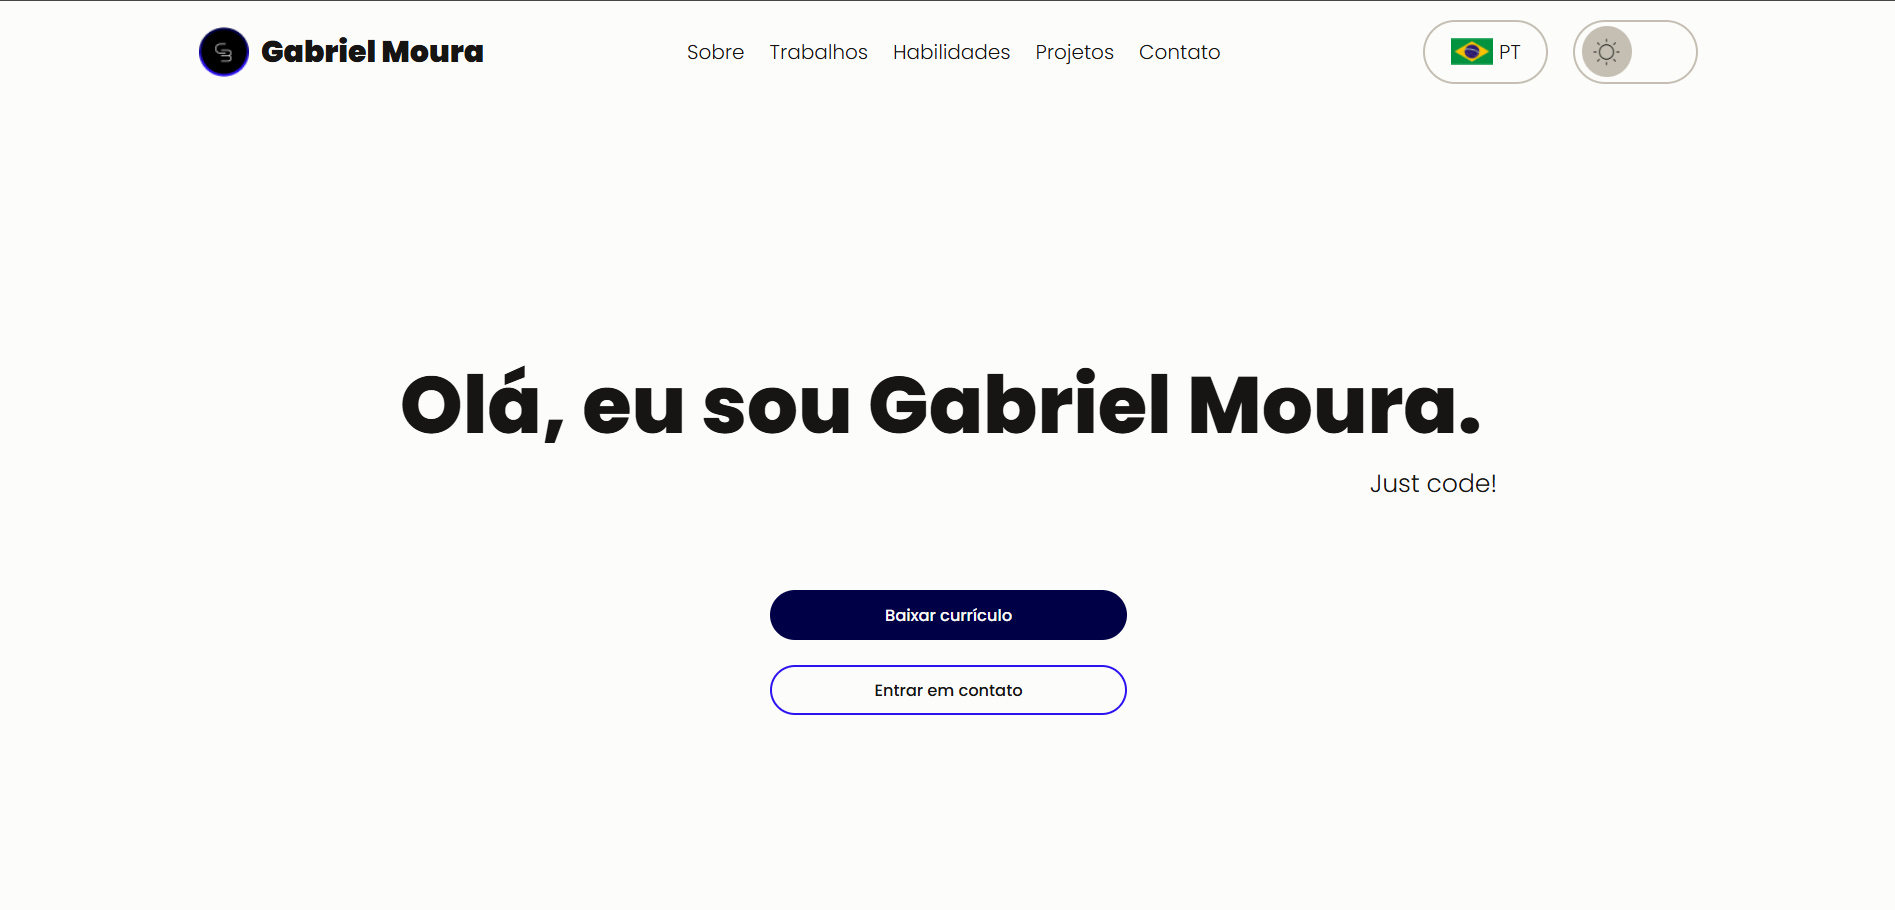 Gabriel Moura
Sobre Trabalhos Habilidades Projetos Contato
PT
Olá, eu sou Gabriel Moura.
Just code!
Baixar currículo
Entrar em contato